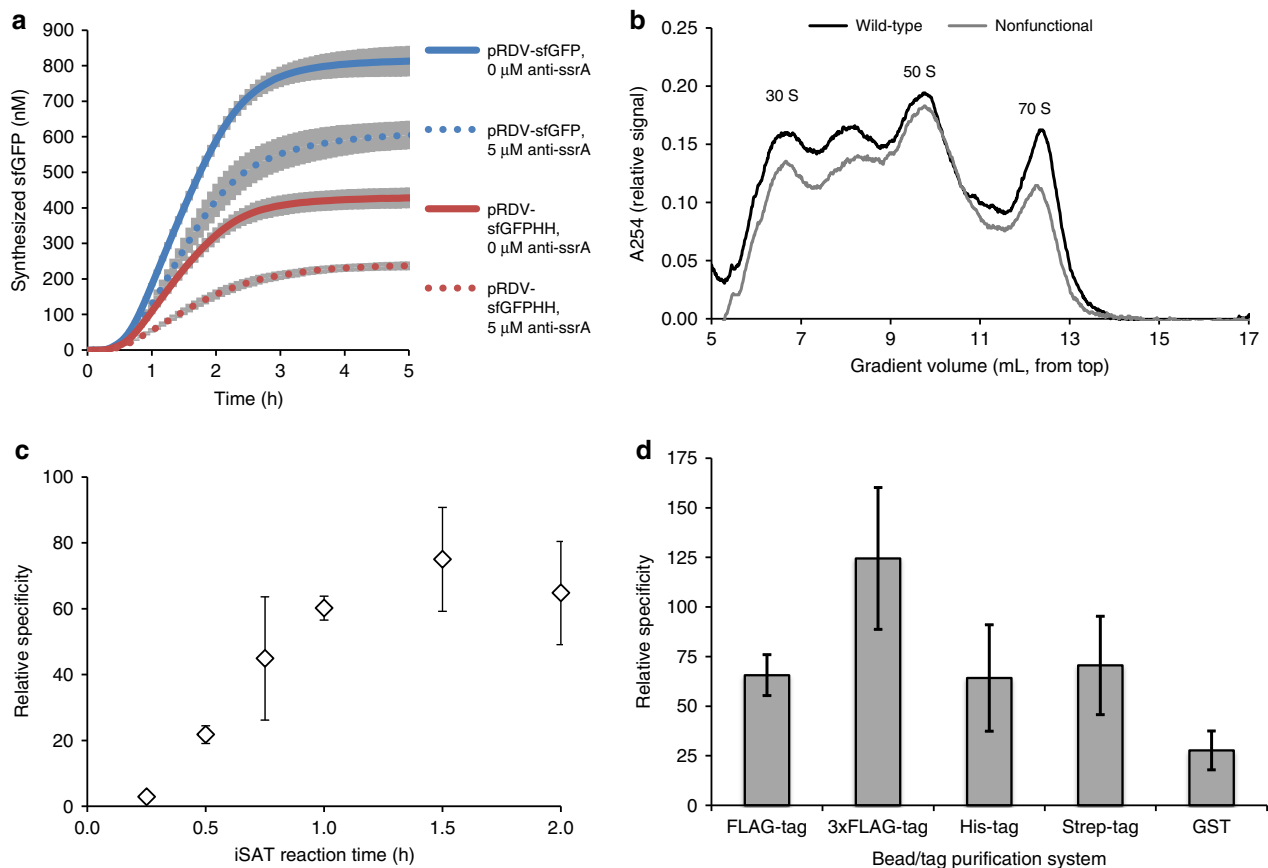 a
900
800
700
600
500
400
300
200
100
0
Synthesized sfGFP (nM)
0
1
2
3
4
5
Time (h)
pRDV-sfGFP,
0 μM anti-ssrA
pRDV-sfGFP,
5 μM anti-ssrA
pRDV-
sfGFPHH,
0 μM anti-ssrA
pRDV-
sfGFPHH,
5 μM anti-ssrA
b
Wild-type
Nonfunctional
0.25
0.20
0.15
0.10
0.05
0.00
A254 (relative signal)
30 S
50 S
70 S
5
7
9
11
13
15
17
Gradient volume (mL, from top)
c
100
80
60
40
20
0
Relative specificity
0.0
0.5
1.0
1.5
2.0
iSAT reaction time (h)
d
175
150
125
100
75
50
25
0
Relative specificity
FLAG-tag
3xFLAG-tag
His-tag
Strep-tag
GST
Bead/tag purification system